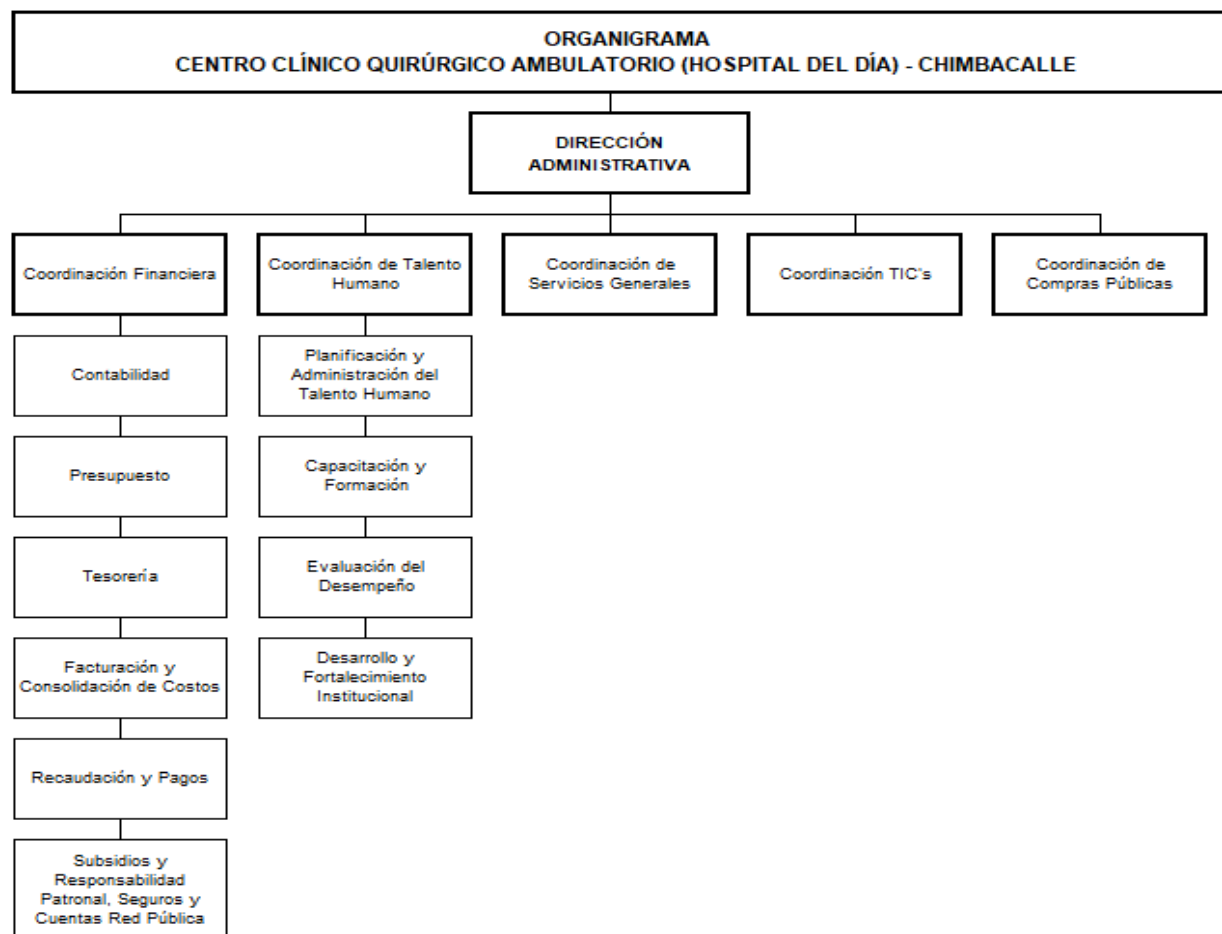 ORGANIGRAMA
CENTRO CLÍNICO QUIRÚRGICO AMBULATORIO (HOSPITAL DEL DÍA) - CHIMBACALLE
DIRECCIÓN
ADMINISTRATIVA
Coordinación Financiera
Coordinación de Talento
Humano
Coordinación de
Servicios Generales
Coordinación TIC's
Coordinación de
Compras Públicas
Contabilidad
Planificación y
Administración del
Talento Humano
Presupuesto
Capacitación y
Formación
Tesorería
Evaluación del
Desempeño
Facturación y
Consolidación de Costos
Desarrollo y
Fortalecimiento
Institucional
Recaudación y Pagos
Subsidios y
Responsabilidad
Patronal, Seguros y
Cuentas Red Pública